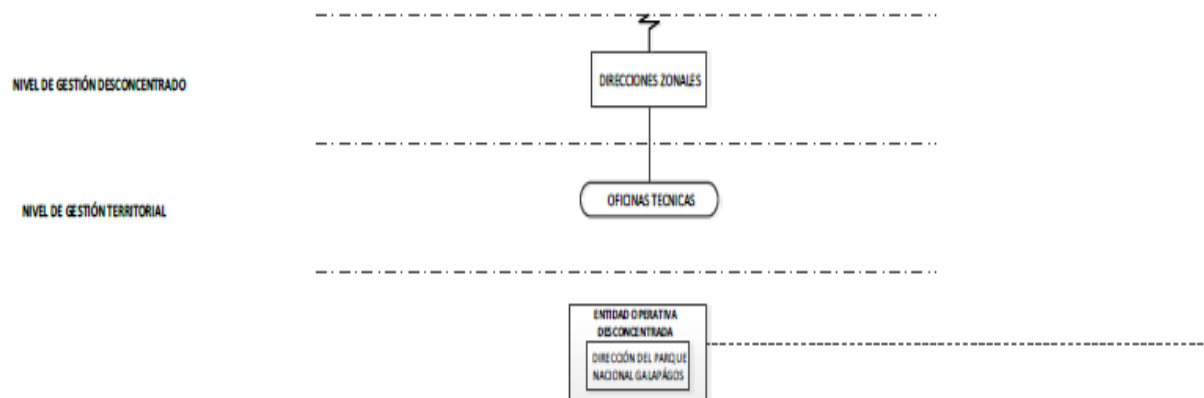 DIRECCIONES ZONALES
NIVEL DE GESTIÓN DESCONCENTRADO
OFICINAS TECNICAS
NIVEL DE GESTIÓN TERRITORIAL
ENTIDAD OPERATIVA
DESCONCENTRADA
DIRECCIÓN DEL PARQUE
NACIONAL GALAPÁGOS